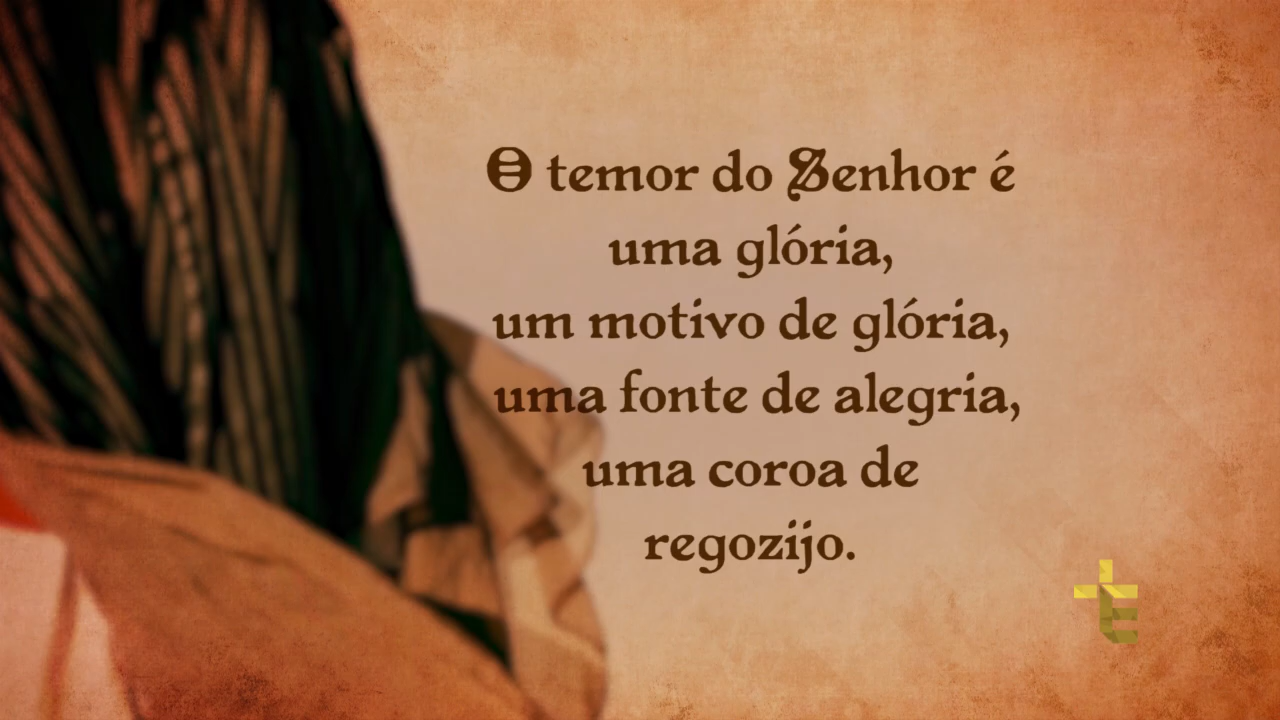 O temor do Senhor é
uma glória,
um motivo de glória,
uma fonte de alegria,
uma coroa de
regozijo.